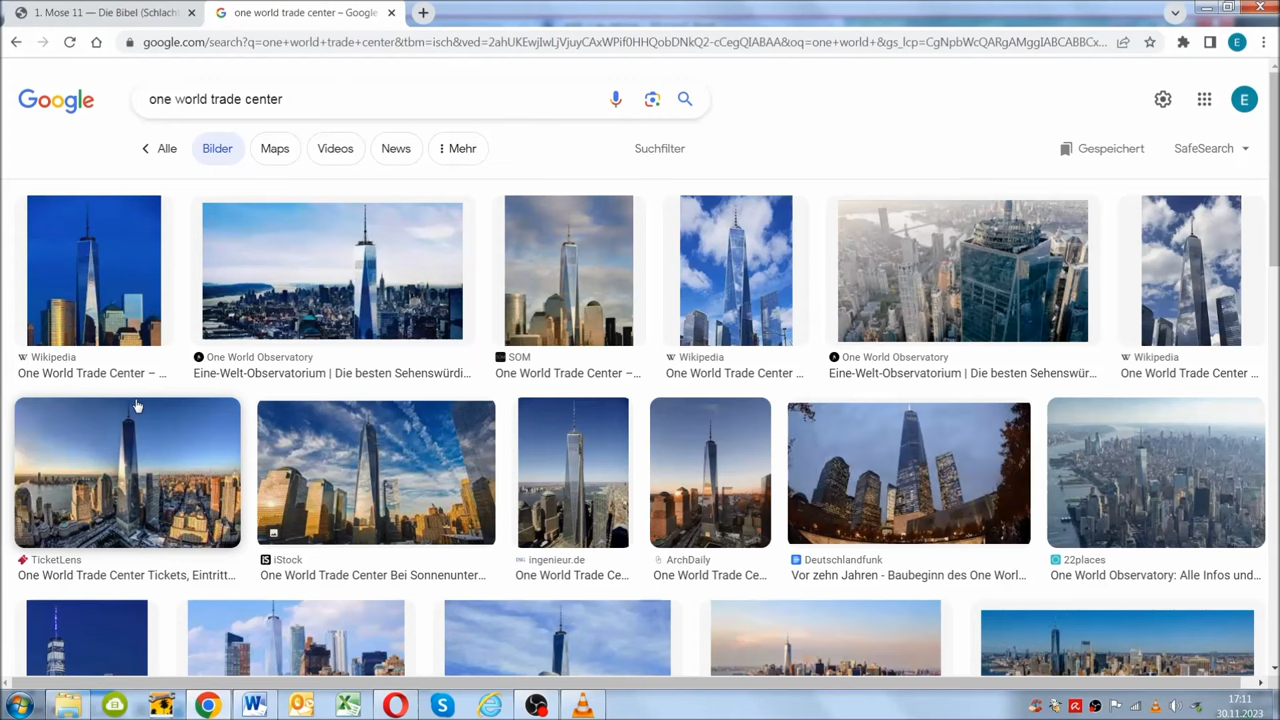 1. Mose 11 — Die Bibel (Schlach
one world trade center – Google
google.com/search?q=one+world+trade+center&tbm=isch&ved=2ahUKEwiwLjVjuyCAxWPif0HHQobDNkQ2-cCegQIABAA&oq=one+world+&gs_lcp=CgNpbWcQARgAMggIABCABBCx...
Google
one world trade center
Alle Bilder Maps Videos News Mehr Suchfilter Gespeichert SafeSearch
E
Wikipedia One World Observatory SOM Wikipedia One World Observatory Wikipedia
One World Trade Center – ... Eine-Welt-Observatorium | Die besten Sehenswürdi... One World Trade Center –... One World Trade Center ... Eine-Welt-Observatorium | Die besten Sehenswür... One World Trade Center ...
TicketLens iStock ingenieur.de ArchDaily Deutschlandfunk 22places
One World Trade Center Tickets, Eintritt... One World Trade Center Bei Sonnenunter... One World Trade Ce... One World Trade Ce... Vor zehn Jahren - Baubeginn des One Worl... One World Observatory: Alle Infos und...
17:11
30.11.2023